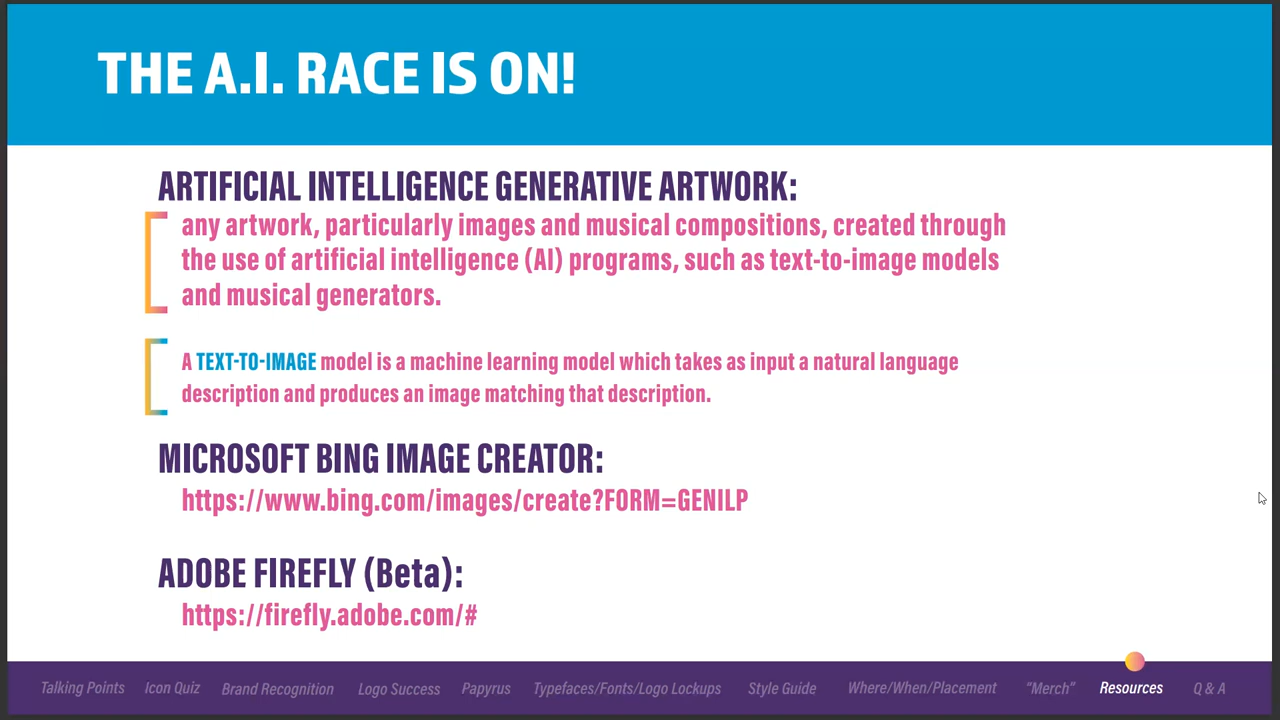 THE A.I. RACE IS ON!
ARTIFICIAL INTELLIGENCE GENERATIVE ARTWORK:
any artwork, particularly images and musical compositions, created through
the use of artificial intelligence (AI) programs, such as text-to-image models
and musical generators.
A TEXT-TO-IMAGE model is a machine learning model which takes as input a natural language
description and produces an image matching that description.
MICROSOFT BING IMAGE CREATOR:
https://www.bing.com/images/create?FORM=GENILP
ADOBE FIREFLY (Beta):
https://firefly.adobe.com/#
Talking Points Icon Quiz Brand Recognition Logo Success Papyrus Typefaces/Fonts/Logo Lockups Style Guide Where/When/Placement "Merch" Resources Q & A